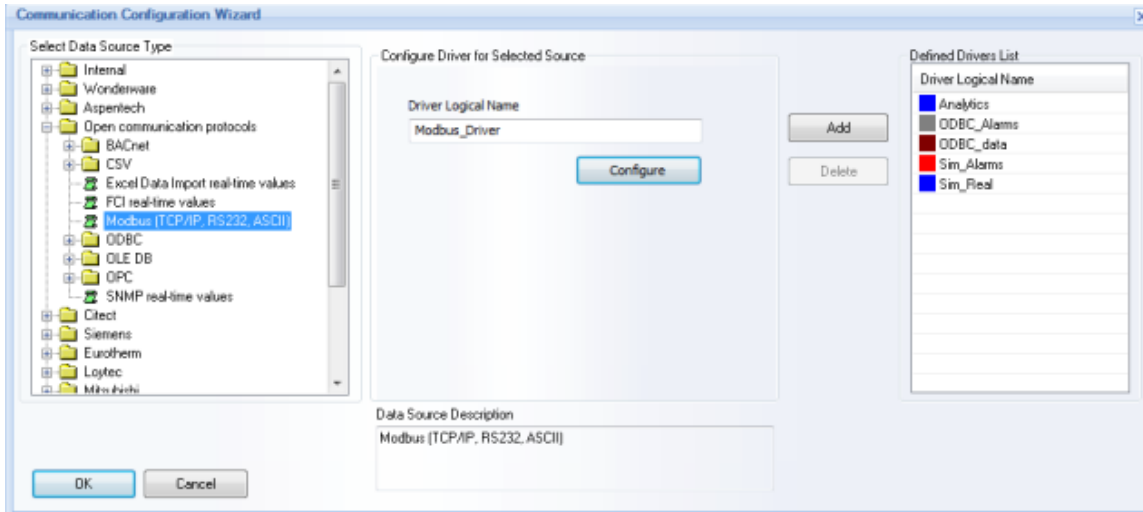 Communication Configuration Wizard
Select Data Source Type
Internal
Wonderware
Aspentech
Open communication protocols
BACnet
CSV
Excel Data Import real-time values
FCI real-time values
Modbus (TCP/IP, RS232, ASCII)
ODBC
OLE DB
OPC
SNMP real-time values
Citect
Siemens
Eurotherm
Loytec
Mitsubishi
OK
Cancel
Configure Driver for Selected Source
Driver Logical Name
Modbus_Driver
Configure
Data Source Description
Modbus (TCP/IP, RS232, ASCII)
Add
Delete
Defined Drivers List
Driver Logical Name
Analytics
ODBC_Alarms
ODBC_data
Sim_Alarms
Sim_Real